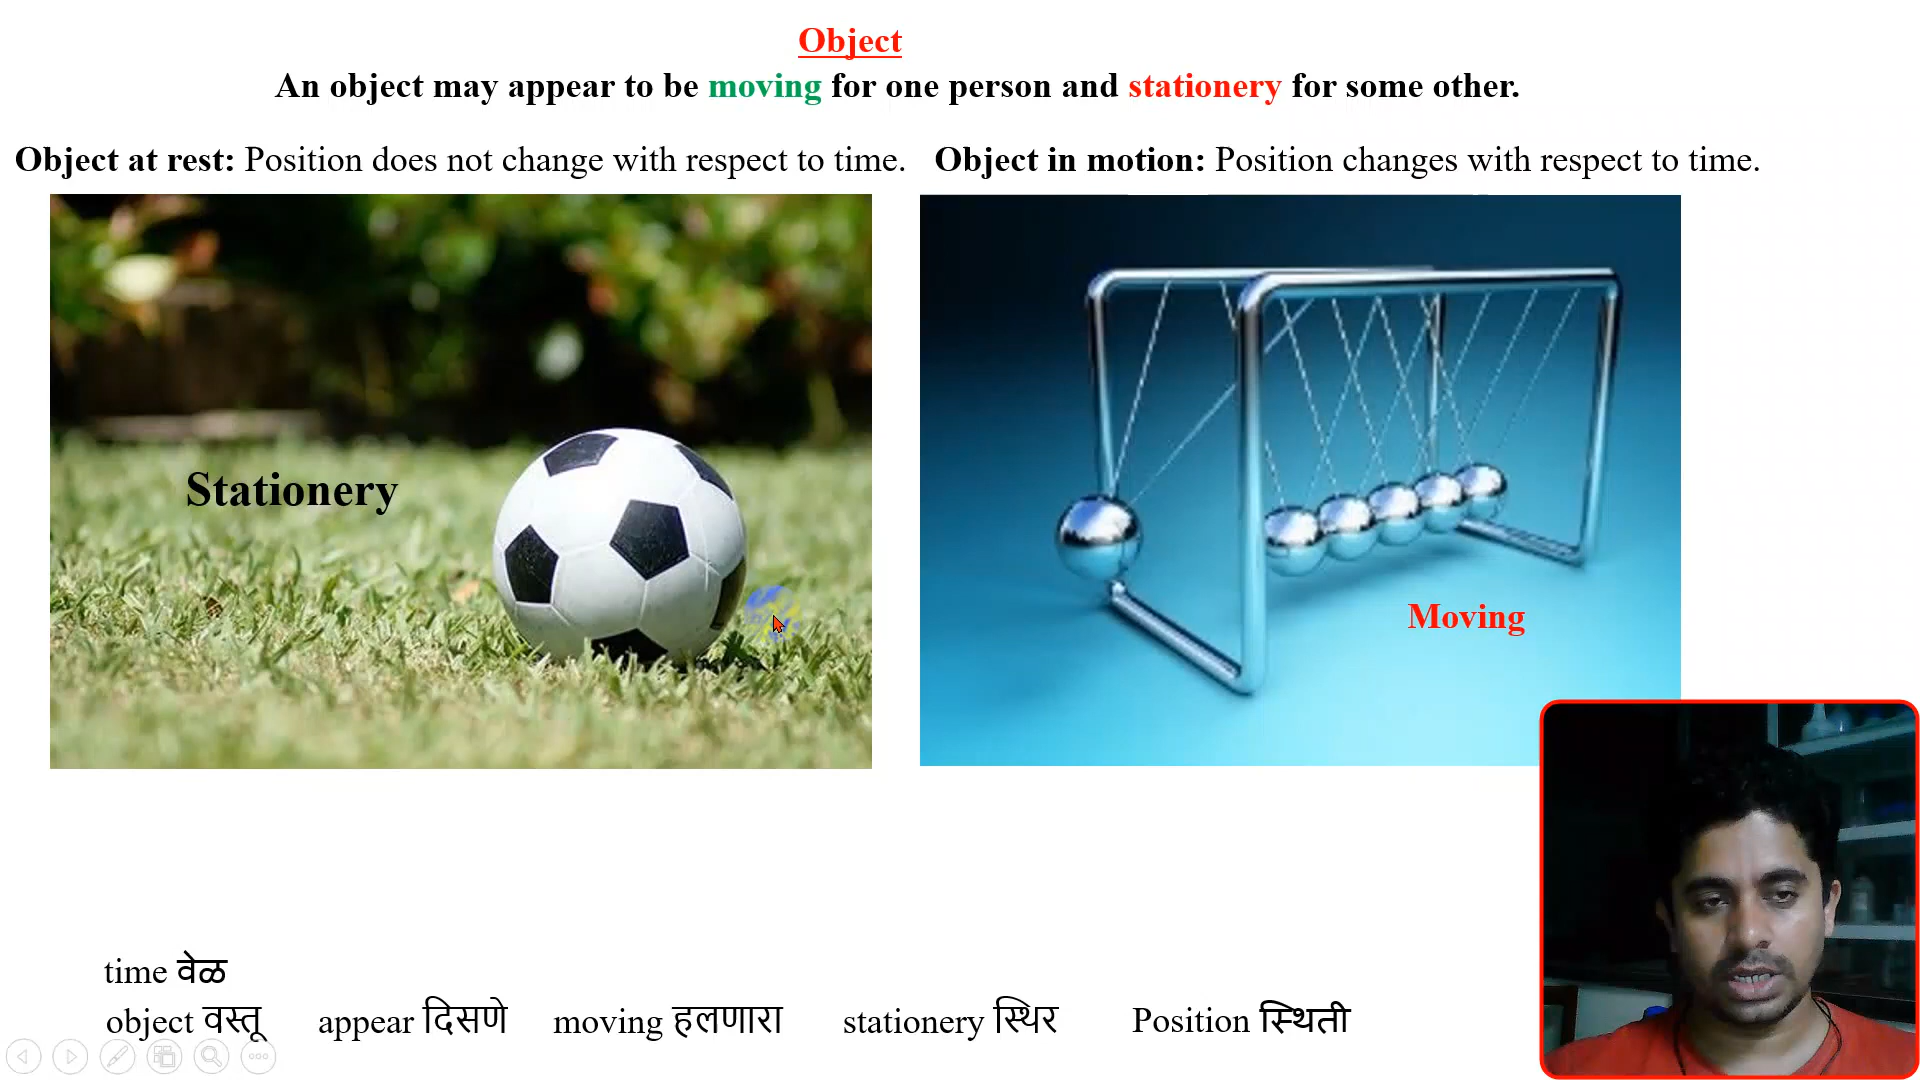 Object
An object may appear to be moving for one person and stationery for some other.
Object at rest: Position does not change with respect to time.
Object in motion: Position changes with respect to time.
Stationery
Moving
time वेळ
object वस्तू appear दिसणे moving हलणारा stationery स्थिर Position स्थिती